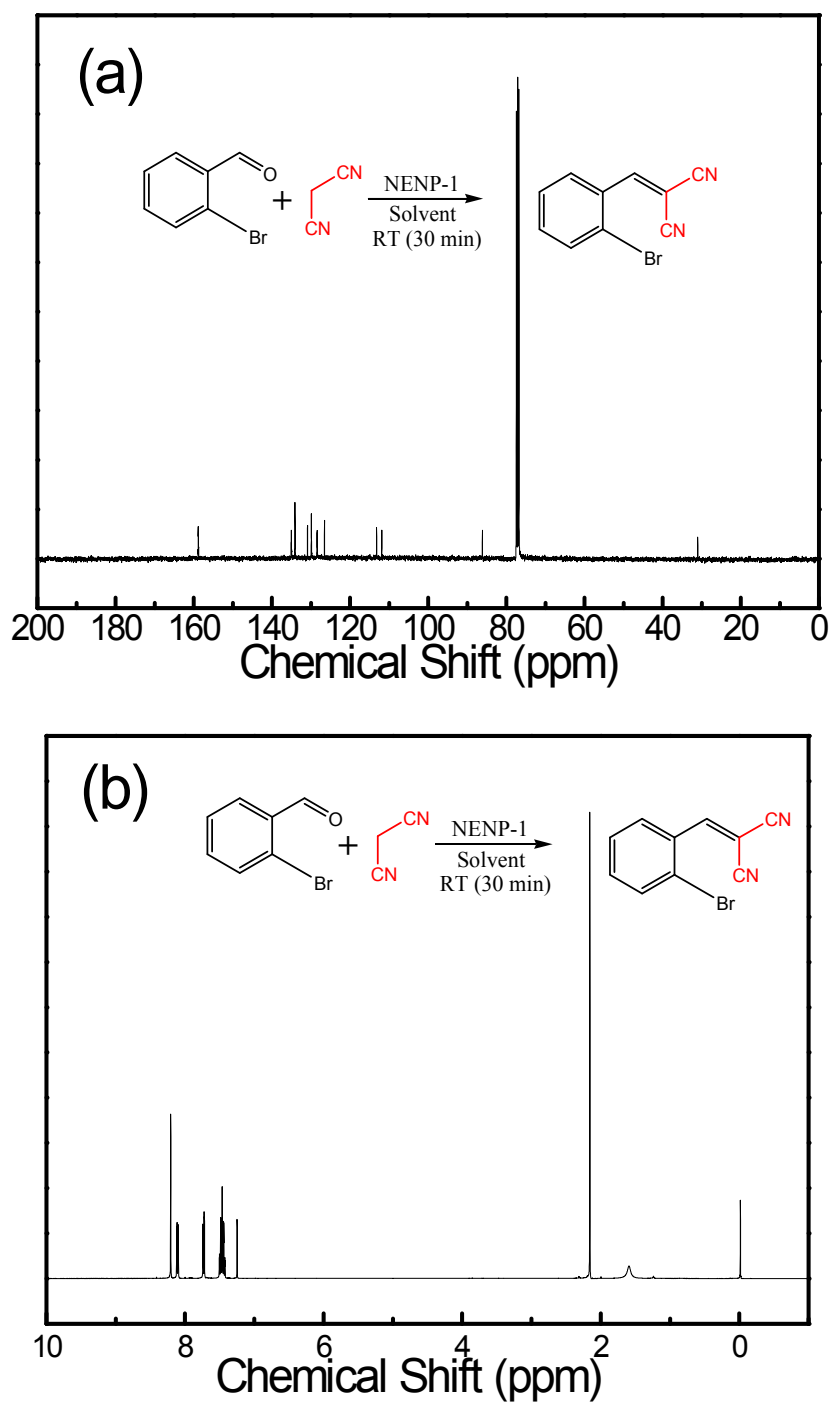 (a)
O
Br
+
CN
CN
NENP-1
Solvent
RT (30 min)
CN
CN
Br
200 160 140 120 100 80 60 40 20 0
Chemical Shift (ppm)
(b)
O
Br
+
CN
CN
NENP-1
Solvent
RT (30 min)
CN
CN
Br
10 8 6 4 2 0
Chemical Shift (ppm)